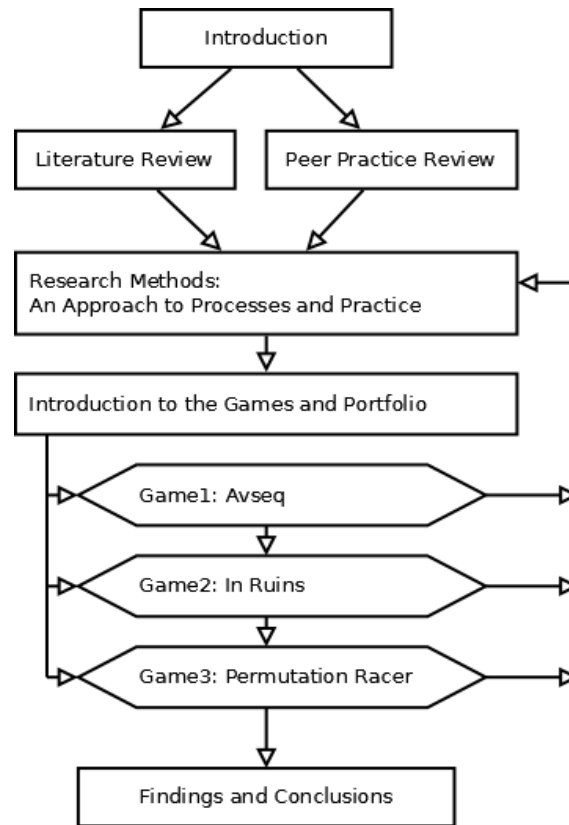 Introduction
Literature Review
Peer Practice Review
Research Methods:
An Approach to Processes and Practice
Introduction to the Games and Portfolio
Game1: Avseq
Game2: In Ruins
Game3: Permutation Racer
Findings and Conclusions